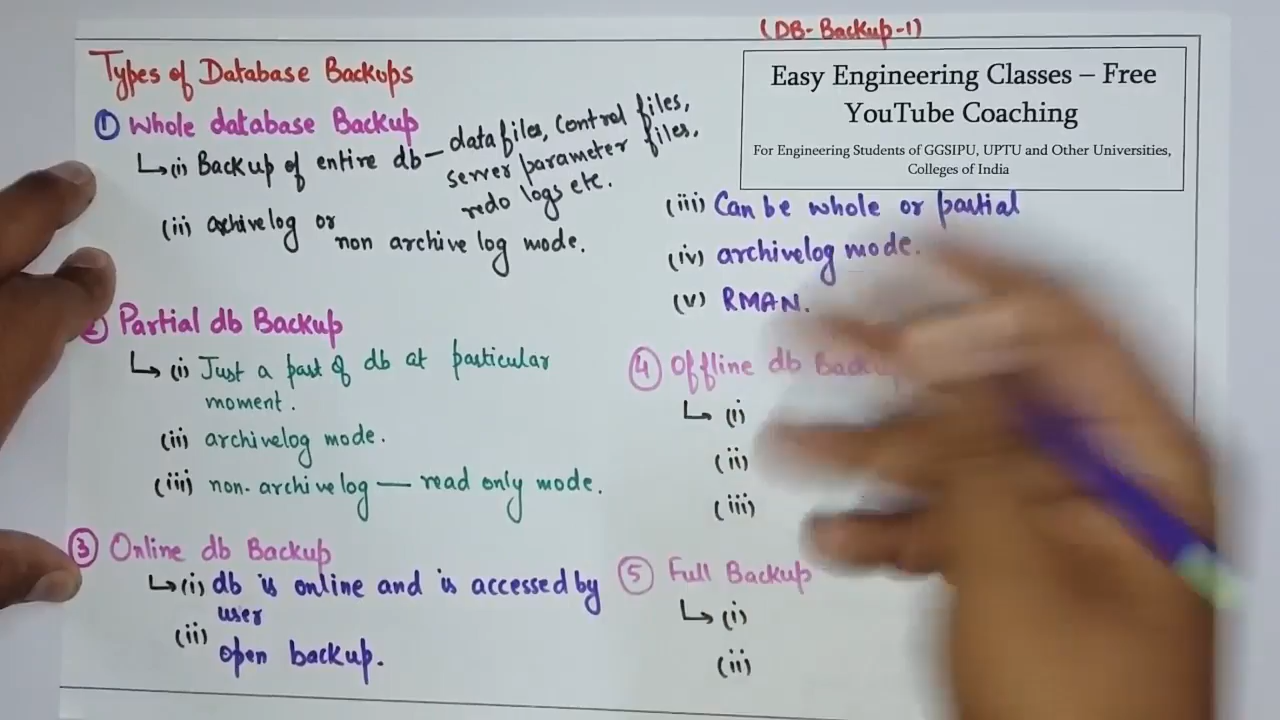 (DB-Backup-1)
Types of Database Backups
Easy Engineering Classes – Free
YouTube Coaching
For Engineering Students of GGSIPU, UPTU and Other Universities,
Colleges of India
① Whole database Backup
↳(i) Backup of entire db – data files, control files,
server parameter files,
redo logs etc.
(ii) achivelog or
non archive log mode.
2 Partial db Backup
↳ (i) Just a part of db at particular
moment.
(ii) archivelog mode.
(iii) non-archivelog — read only mode.
③ Online db Backup
↳(i) db is online and is accessed by
user
(ii)
open backup.
(iii) Can be whole or partial
(iv) archivelog mode.
(v) RMAN.
④ Offline db Backup
↳ (i)
(ii)
(iii)
⑤ Full Backup
↳ (i)
(ii)